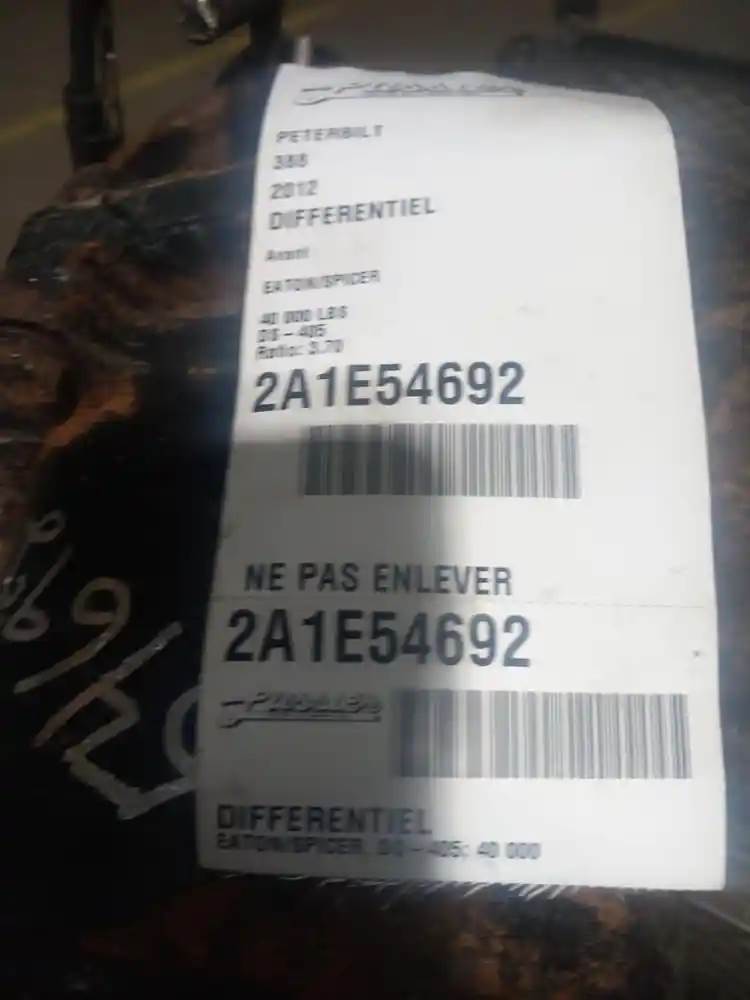 PETERBILT
388
2012
DIFFERENTIEL
Avant
EATON/SPICER
40 000 LBS
DS - 405
Ratio: 3.70
2A1E54692
NE PAS ENLEVER
2A1E54692
DIFFERENTIEL
EATON/SPICER, DS - 405; 40 000